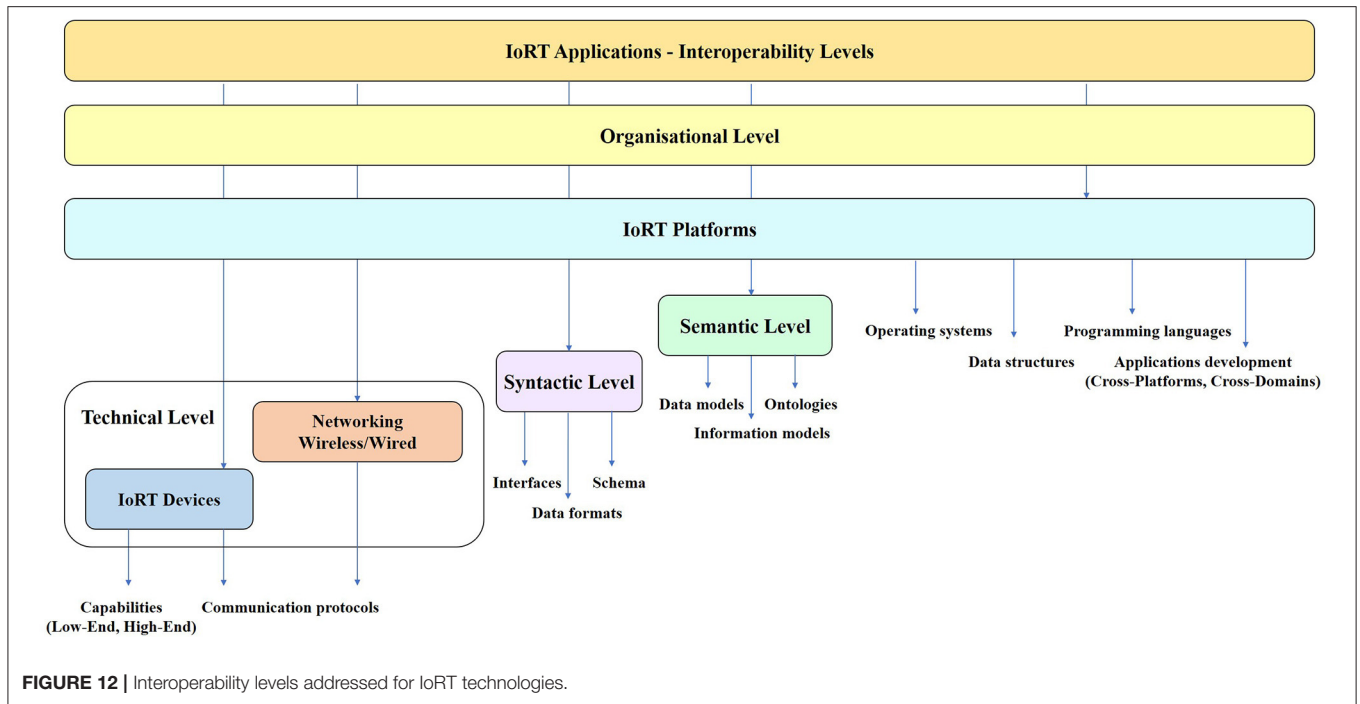 IoRT Applications - Interoperability Levels
Organisational Level
IoRT Platforms
Semantic Level
Operating systems
Programming languages
Data structures
Applications development
(Cross-Platforms, Cross-Domains)
Syntactic Level
Data models
Ontologies
Information models
Technical Level
Networking
Wireless/Wired
Interfaces
Schema
Data formats
IoRT Devices
Capabilities
(Low-End, High-End)
Communication protocols
FIGURE 12 | Interoperability levels addressed for IoRT technologies.